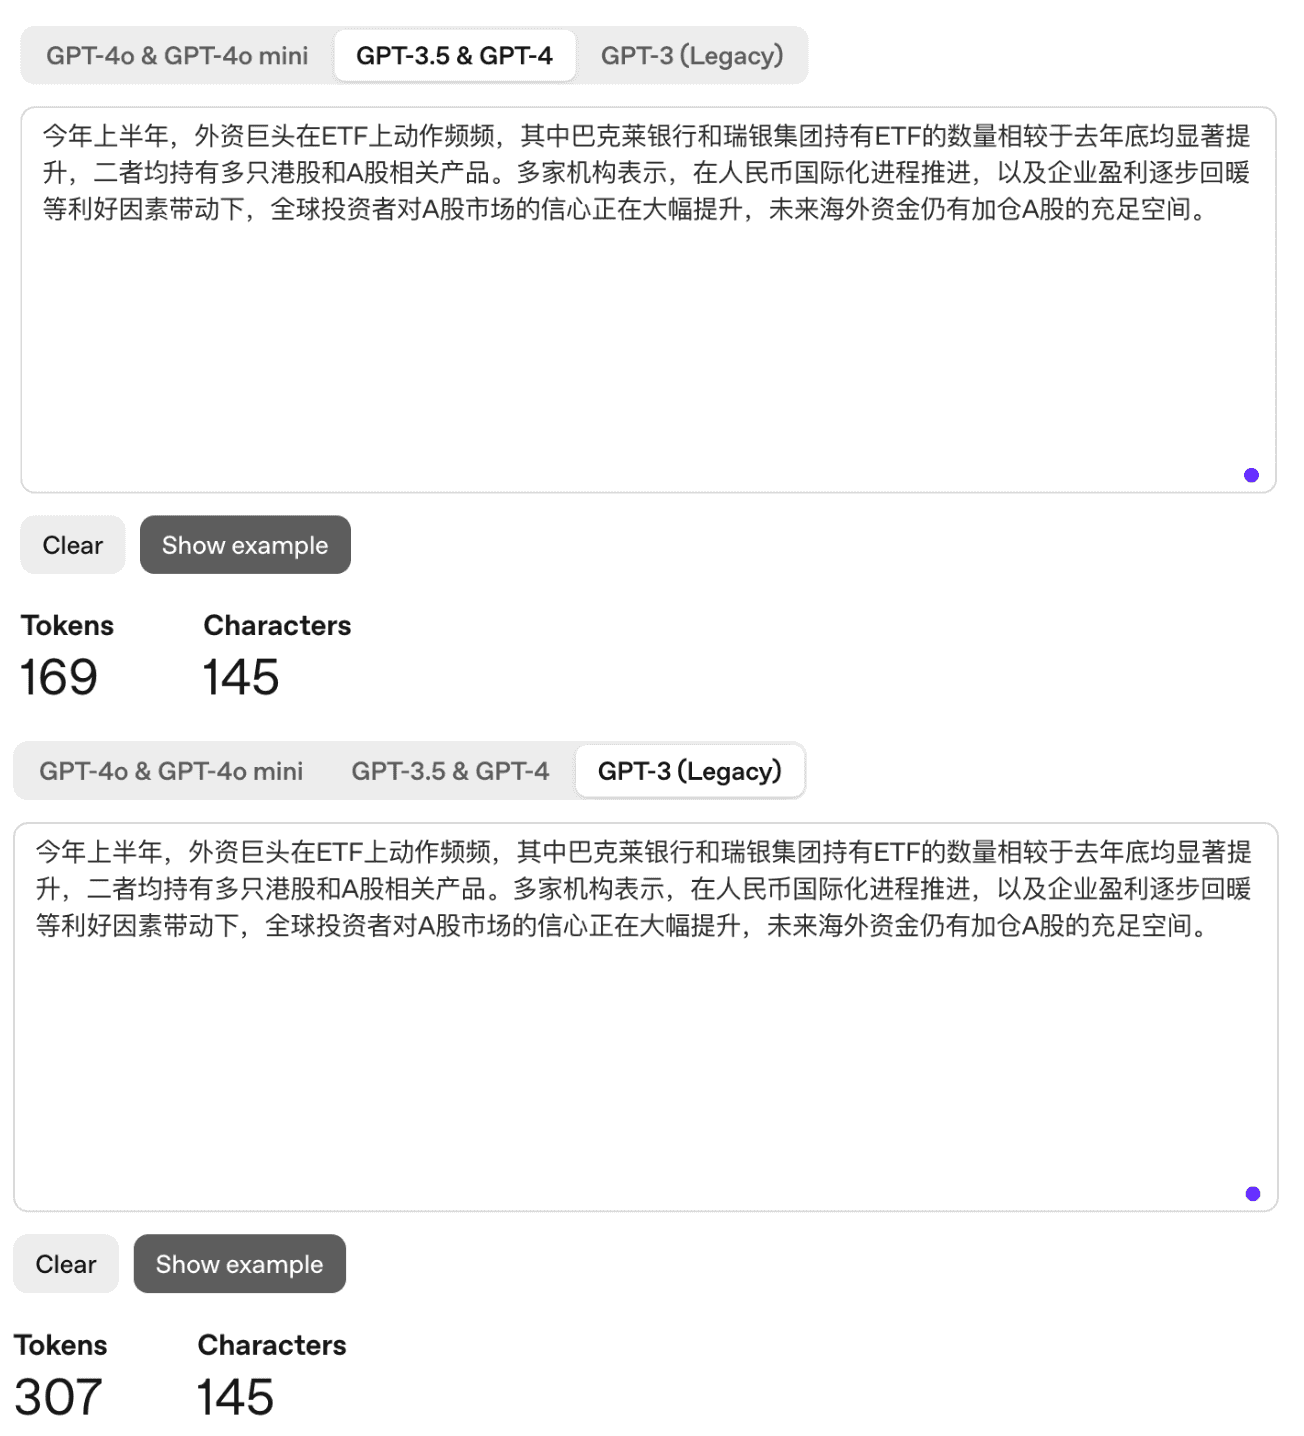 GPT-4o & GPT-4o mini GPT-3.5 & GPT-4 GPT-3 (Legacy)
今年上半年，外资巨头在ETF上动作频频，其中巴克莱银行和瑞银集团持有ETF的数量相较于去年底均显著提
升，二者均持有多只港股和A股相关产品。多家机构表示，在人民币国际化进程推进，以及企业盈利逐步回暖
等利好因素带动下，全球投资者对A股市场的信心正在大幅提升，未来海外资金仍有加仓A股的充足空间。
Clear Show example
Tokens Characters
169 145
GPT-4o & GPT-4o mini GPT-3.5 & GPT-4 GPT-3 (Legacy)
今年上半年，外资巨头在ETF上动作频频，其中巴克莱银行和瑞银集团持有ETF的数量相较于去年底均显著提
升，二者均持有多只港股和A股相关产品。多家机构表示，在人民币国际化进程推进，以及企业盈利逐步回暖
等利好因素带动下，全球投资者对A股市场的信心正在大幅提升，未来海外资金仍有加仓A股的充足空间。
Clear Show example
Tokens Characters
307 145